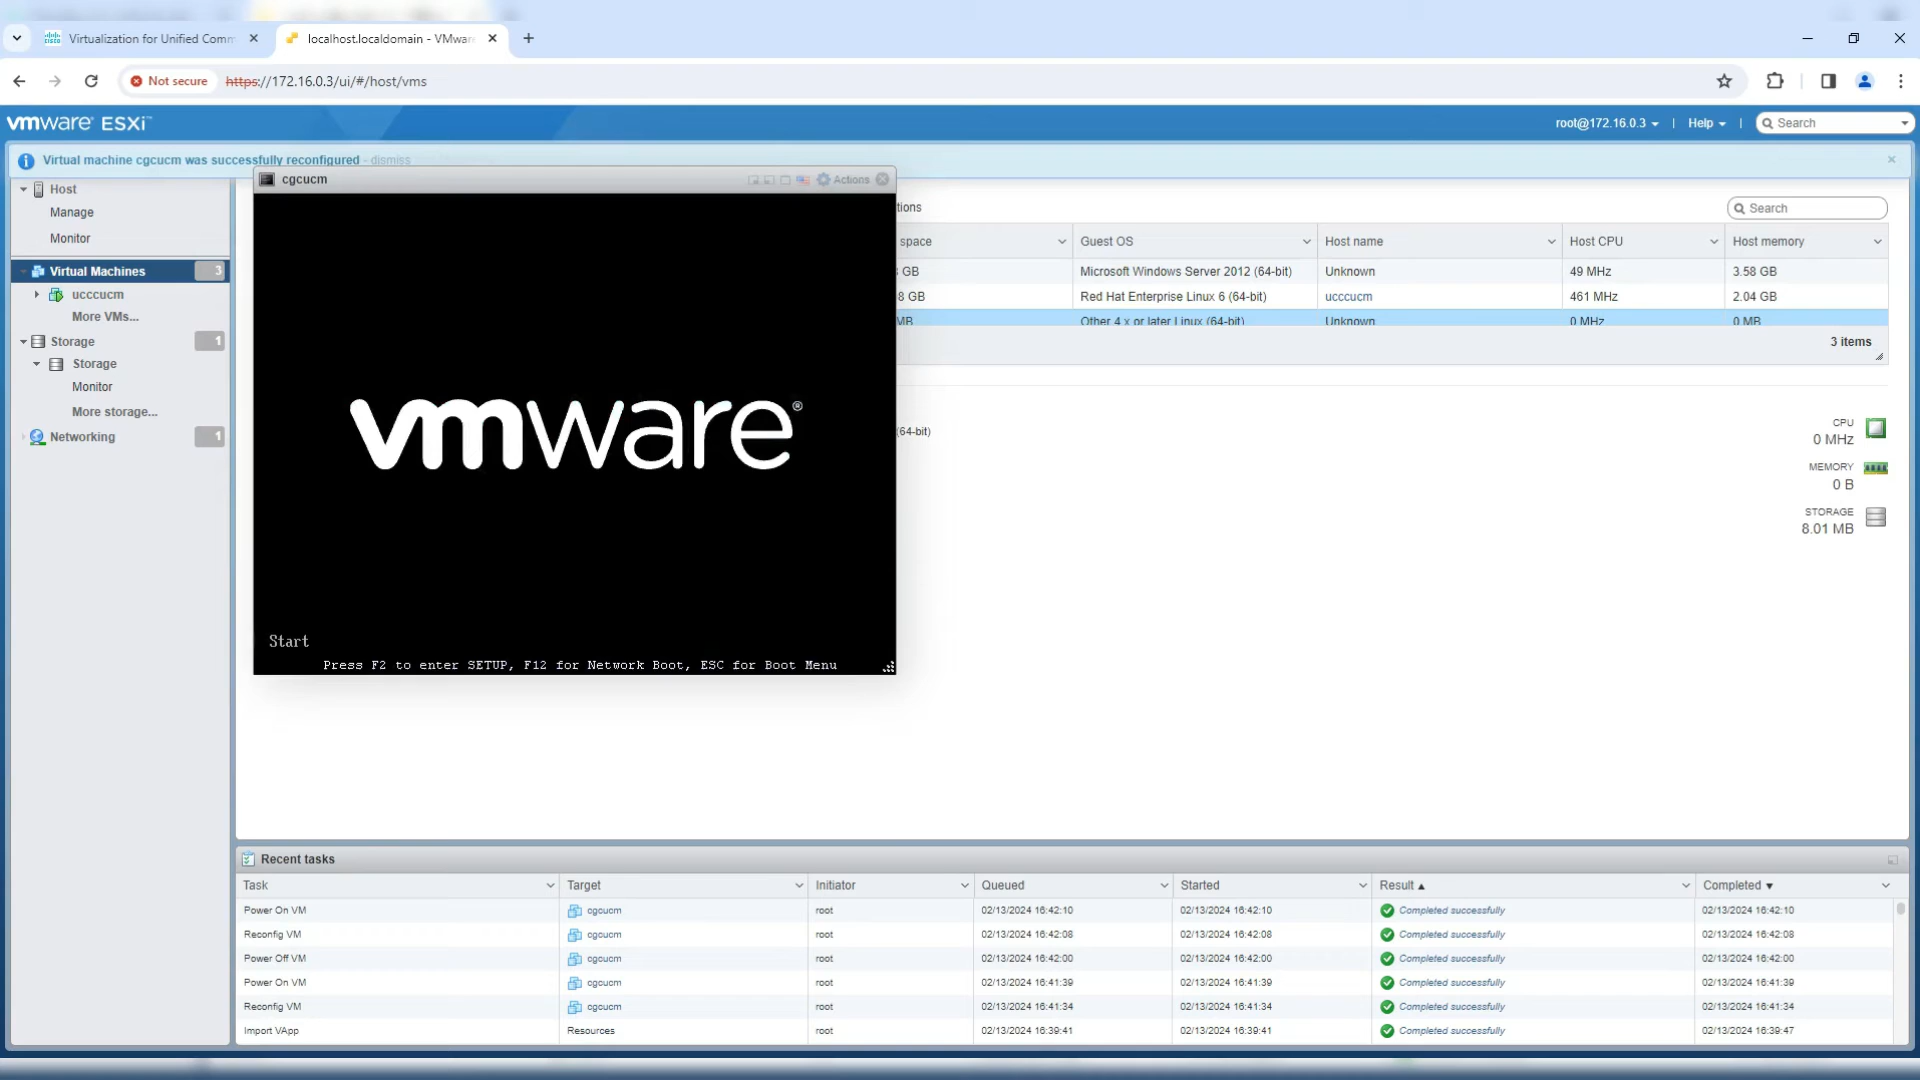 Virtualization for Unified Comm
localhost.localdomain - VMwar
Not secure
https://172.16.0.3/ui/#/host/vms
vmware ESXi™
root@172.16.0.3
Help
Search
Virtual machine cgcucm was successfully reconfigured - dismiss
Host
Manage
Monitor
Virtual Machines 3
ucccucm
More VMs...
Storage 1
Storage
Monitor
More storage...
Networking 1
cgcucm
Actions
vmware®
Start
Press F2 to enter SETUP, F12 for Network Boot, ESC for Boot Menu
tions
Search
space Guest OS Host name Host CPU Host memory
GB Microsoft Windows Server 2012 (64-bit) Unknown 49 MHz 3.58 GB
8 GB Red Hat Enterprise Linux 6 (64-bit) ucccucm 461 MHz 2.04 GB
MB Other 4.x or later Linux (64-bit) Unknown 0 MHz 0 MB
3 items
(64-bit)
CPU
0 MHz
MEMORY
0 B
STORAGE
8.01 MB
Recent tasks
Task Target Initiator Queued Started Result ▲ Completed ▼
Power On VM cgcucm root 02/13/2024 16:42:10 02/13/2024 16:42:10 Completed successfully 02/13/2024 16:42:10
Reconfig VM cgcucm root 02/13/2024 16:42:08 02/13/2024 16:42:08 Completed successfully 02/13/2024 16:42:08
Power Off VM cgcucm root 02/13/2024 16:42:00 02/13/2024 16:42:00 Completed successfully 02/13/2024 16:42:00
Power On VM cgcucm root 02/13/2024 16:41:39 02/13/2024 16:41:39 Completed successfully 02/13/2024 16:41:39
Reconfig VM cgcucm root 02/13/2024 16:41:34 02/13/2024 16:41:34 Completed successfully 02/13/2024 16:41:34
Import VApp Resources root 02/13/2024 16:39:41 02/13/2024 16:39:41 Completed successfully 02/13/2024 16:39:47